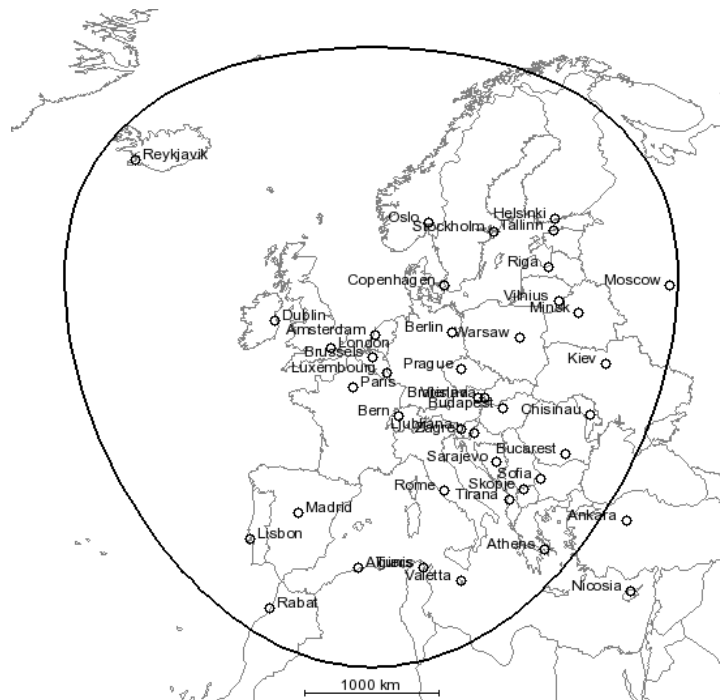 Reykjavik
Oslo
Helsinki
Stockholm
Tallinn
Riga
Copenhagen
Moscow
Vilnius
Minsk
Dublin
Amsterdam
Berlin
Warsaw
London
Brussels
Kiev
Luxembourg
Prague
Paris
Budapest
Bern
Chisinau
Ljubljana
Zagreb
Sarajevo
Bucarest
Sofia
Rome
Skopje
Tirana
Madrid
Ankara
Lisbon
Athens
Valetta
Nicosia
Rabat
1000 km